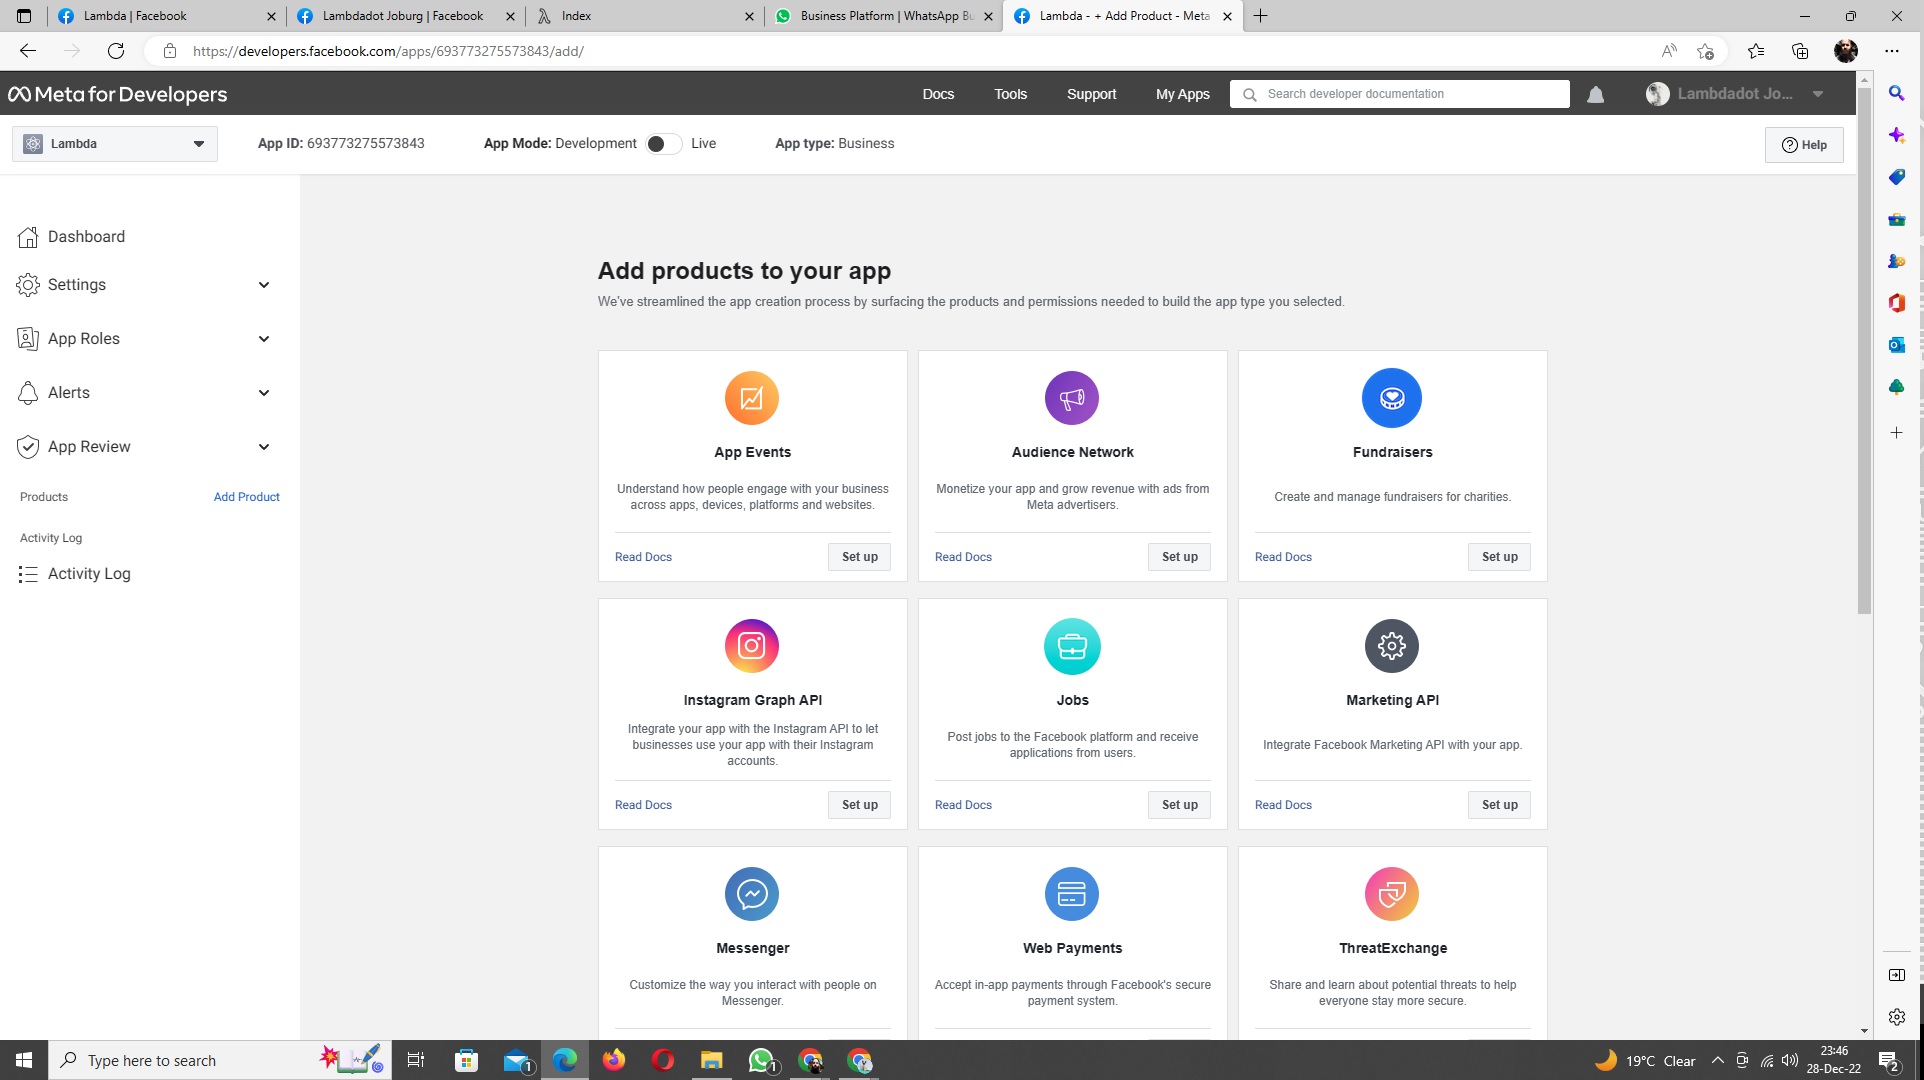 Lambda | Facebook
Lambdadot Joburg | Facebook
Index
Business Platform | WhatsApp Bu
Lambda - + Add Product - Meta
https://developers.facebook.com/apps/693773275573843/add/
Meta for Developers
Docs
Tools
Support
My Apps
Search developer documentation
Lambdadot Jo...
Lambda
App ID: 693773275573843
App Mode: Development
Live
App type: Business
Help
Dashboard
Settings
App Roles
Alerts
App Review
Products
Add Product
Activity Log
Activity Log
Add products to your app
We've streamlined the app creation process by surfacing the products and permissions needed to build the app type you selected.
App Events
Understand how people engage with your business
across apps, devices, platforms and websites.
Read Docs
Set up
Audience Network
Monetize your app and grow revenue with ads from
Meta advertisers.
Read Docs
Set up
Fundraisers
Create and manage fundraisers for charities.
Read Docs
Set up
Instagram Graph API
Integrate your app with the Instagram API to let
businesses use your app with their Instagram
accounts.
Read Docs
Set up
Jobs
Post jobs to the Facebook platform and receive
applications from users.
Read Docs
Set up
Marketing API
Integrate Facebook Marketing API with your app.
Read Docs
Set up
Messenger
Customize the way you interact with people on
Messenger.
Web Payments
Accept in-app payments through Facebook's secure
payment system.
ThreatExchange
Share and learn about potential threats to help
everyone stay more secure.
Type here to search
1
1
19°C Clear
23:46
28-Dec-22
2